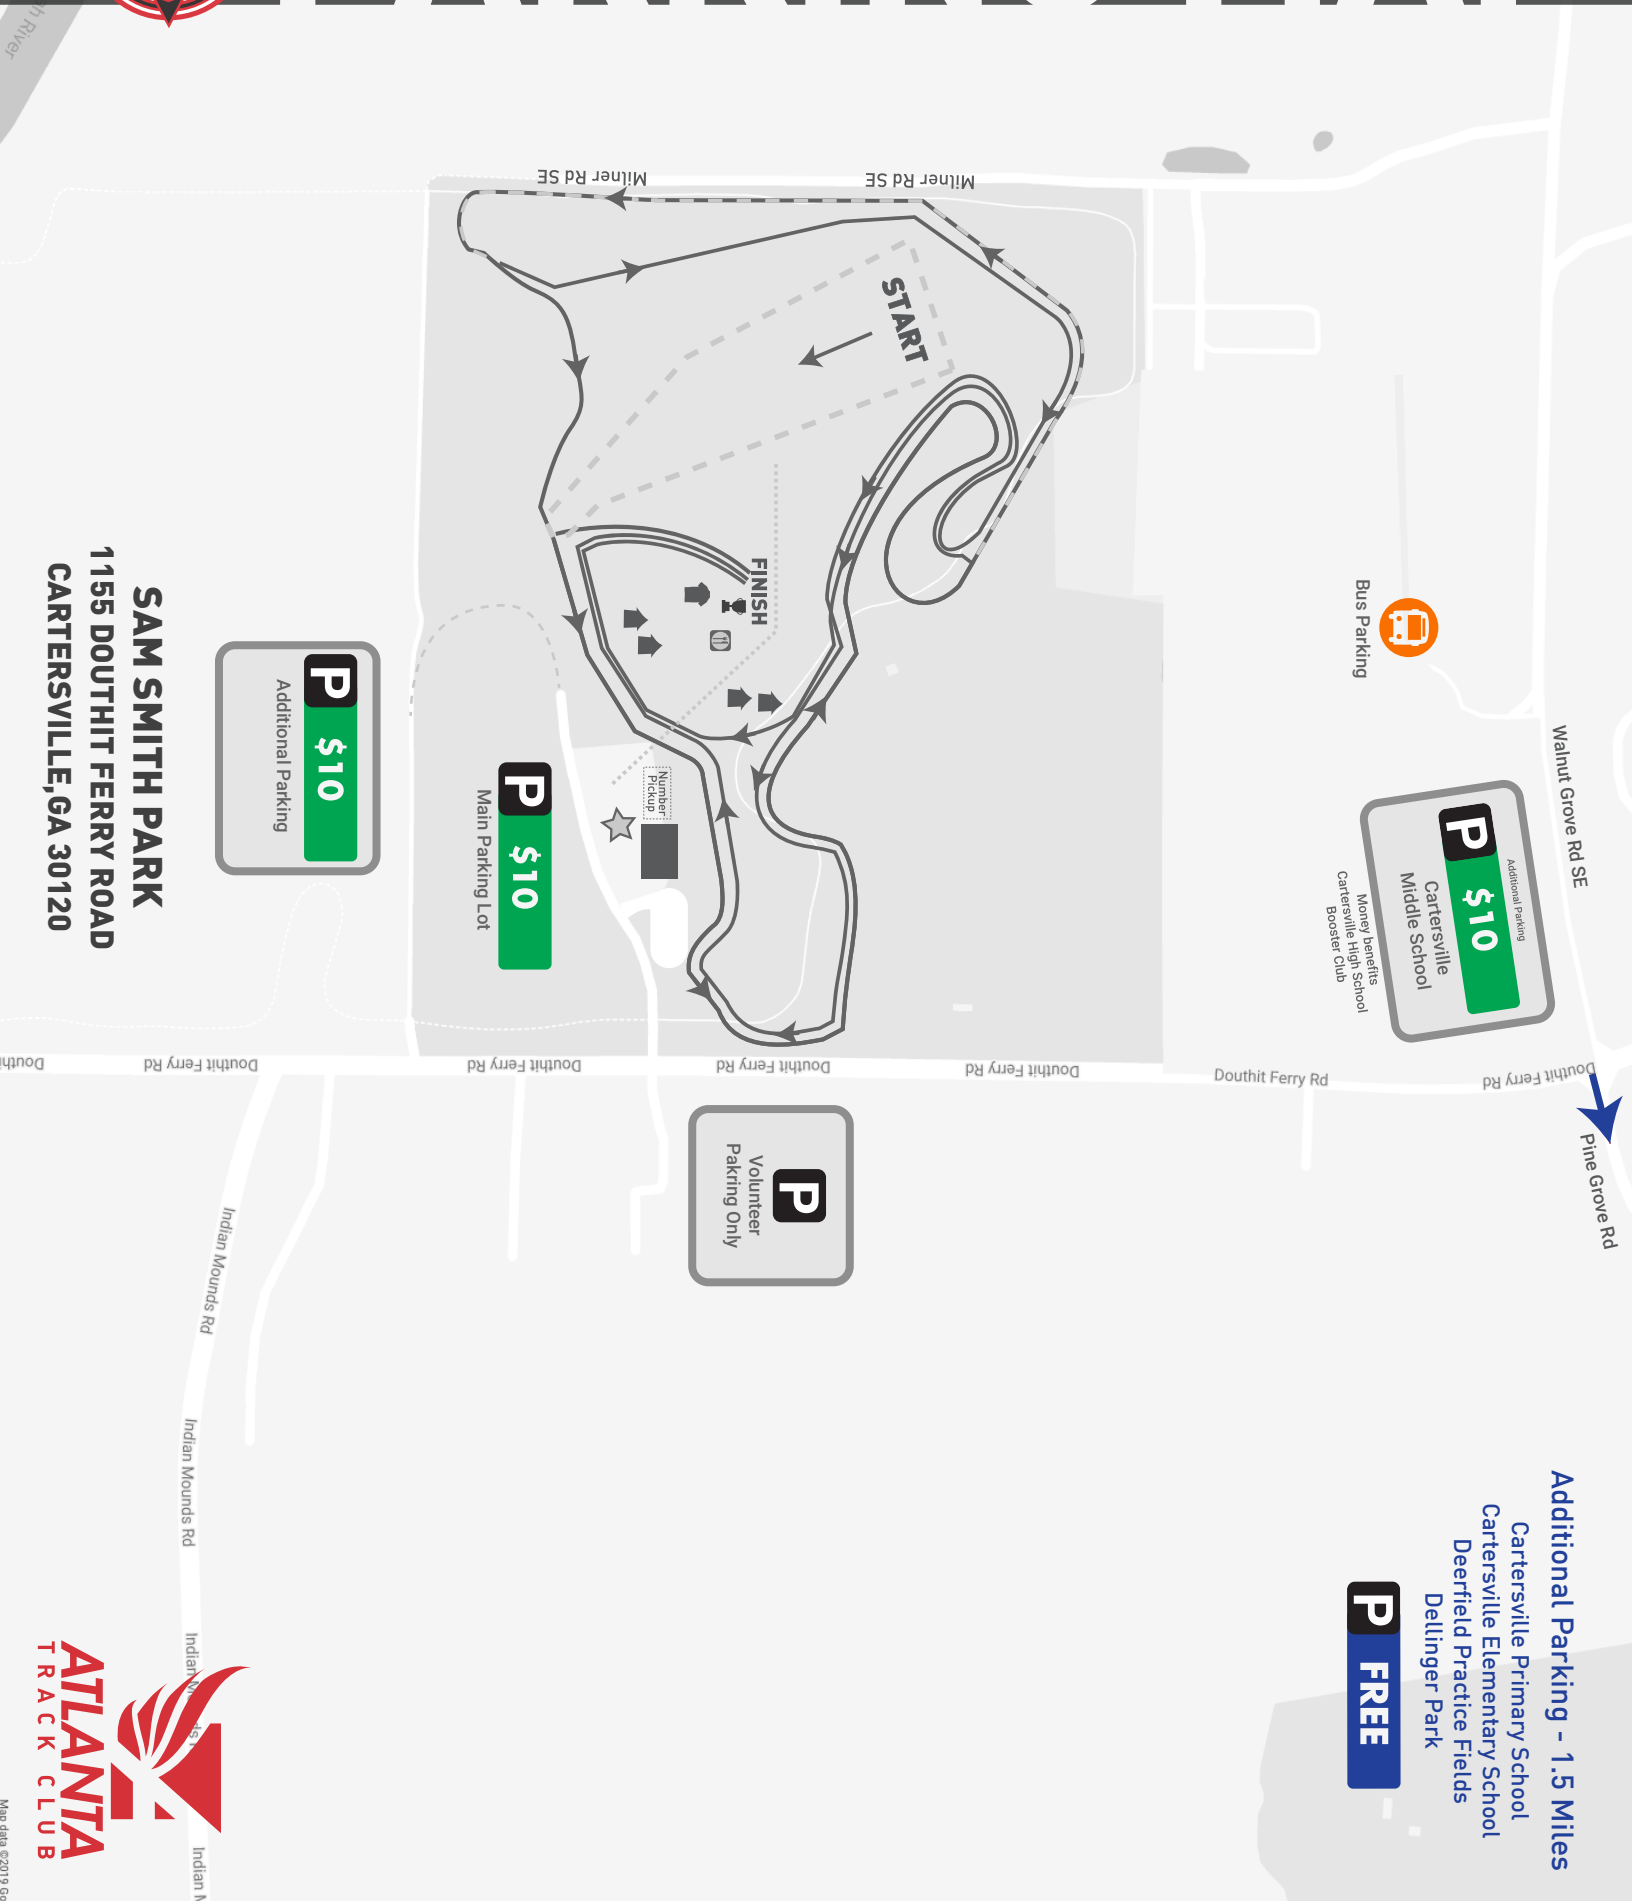 River
Milner Rd SE
Milner Rd SE
START
FINISH
Number
Pickup
Bus Parking
Walnut Grove Rd SE
Additional Parking
P $10
Cartersville
Middle School
Money benefits
Cartersville High School
Booster Club
P $10
Main Parking Lot
P $10
Additional Parking
SAM SMITH PARK
1155 DOUTHIT FERRY ROAD
CARTERSVILLE,GA 30120
Douthit Ferry Rd
Douthit Ferry Rd
Douthit Ferry Rd
Douthit Ferry Rd
Douthit Ferry Rd
Douthit Ferry Rd
Pine Grove Rd
P
Volunteer
Pakring Only
Indian Mounds Rd
Indian Mounds Rd
Indian
Additional Parking - 1.5 Miles
Cartersville Primary School
Cartersville Elementary School
Deerfield Practice Fields
Dellinger Park
P FREE
ATLANTA
TRACK CLUB
Map data ©2019